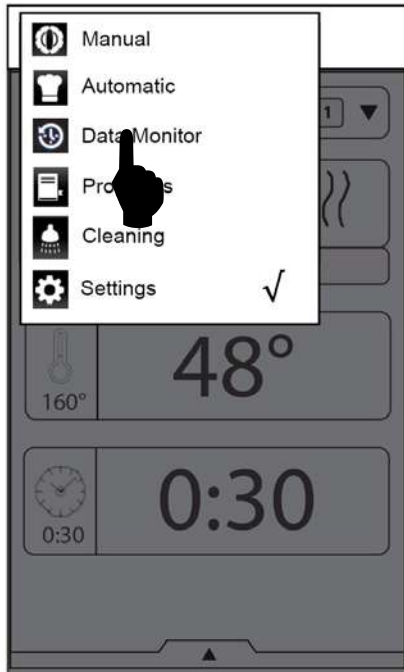 Manual
Automatic
Data Monitor
Cleaning
Settings √
1 ▼
48°
160°
0:30
0:30
▲